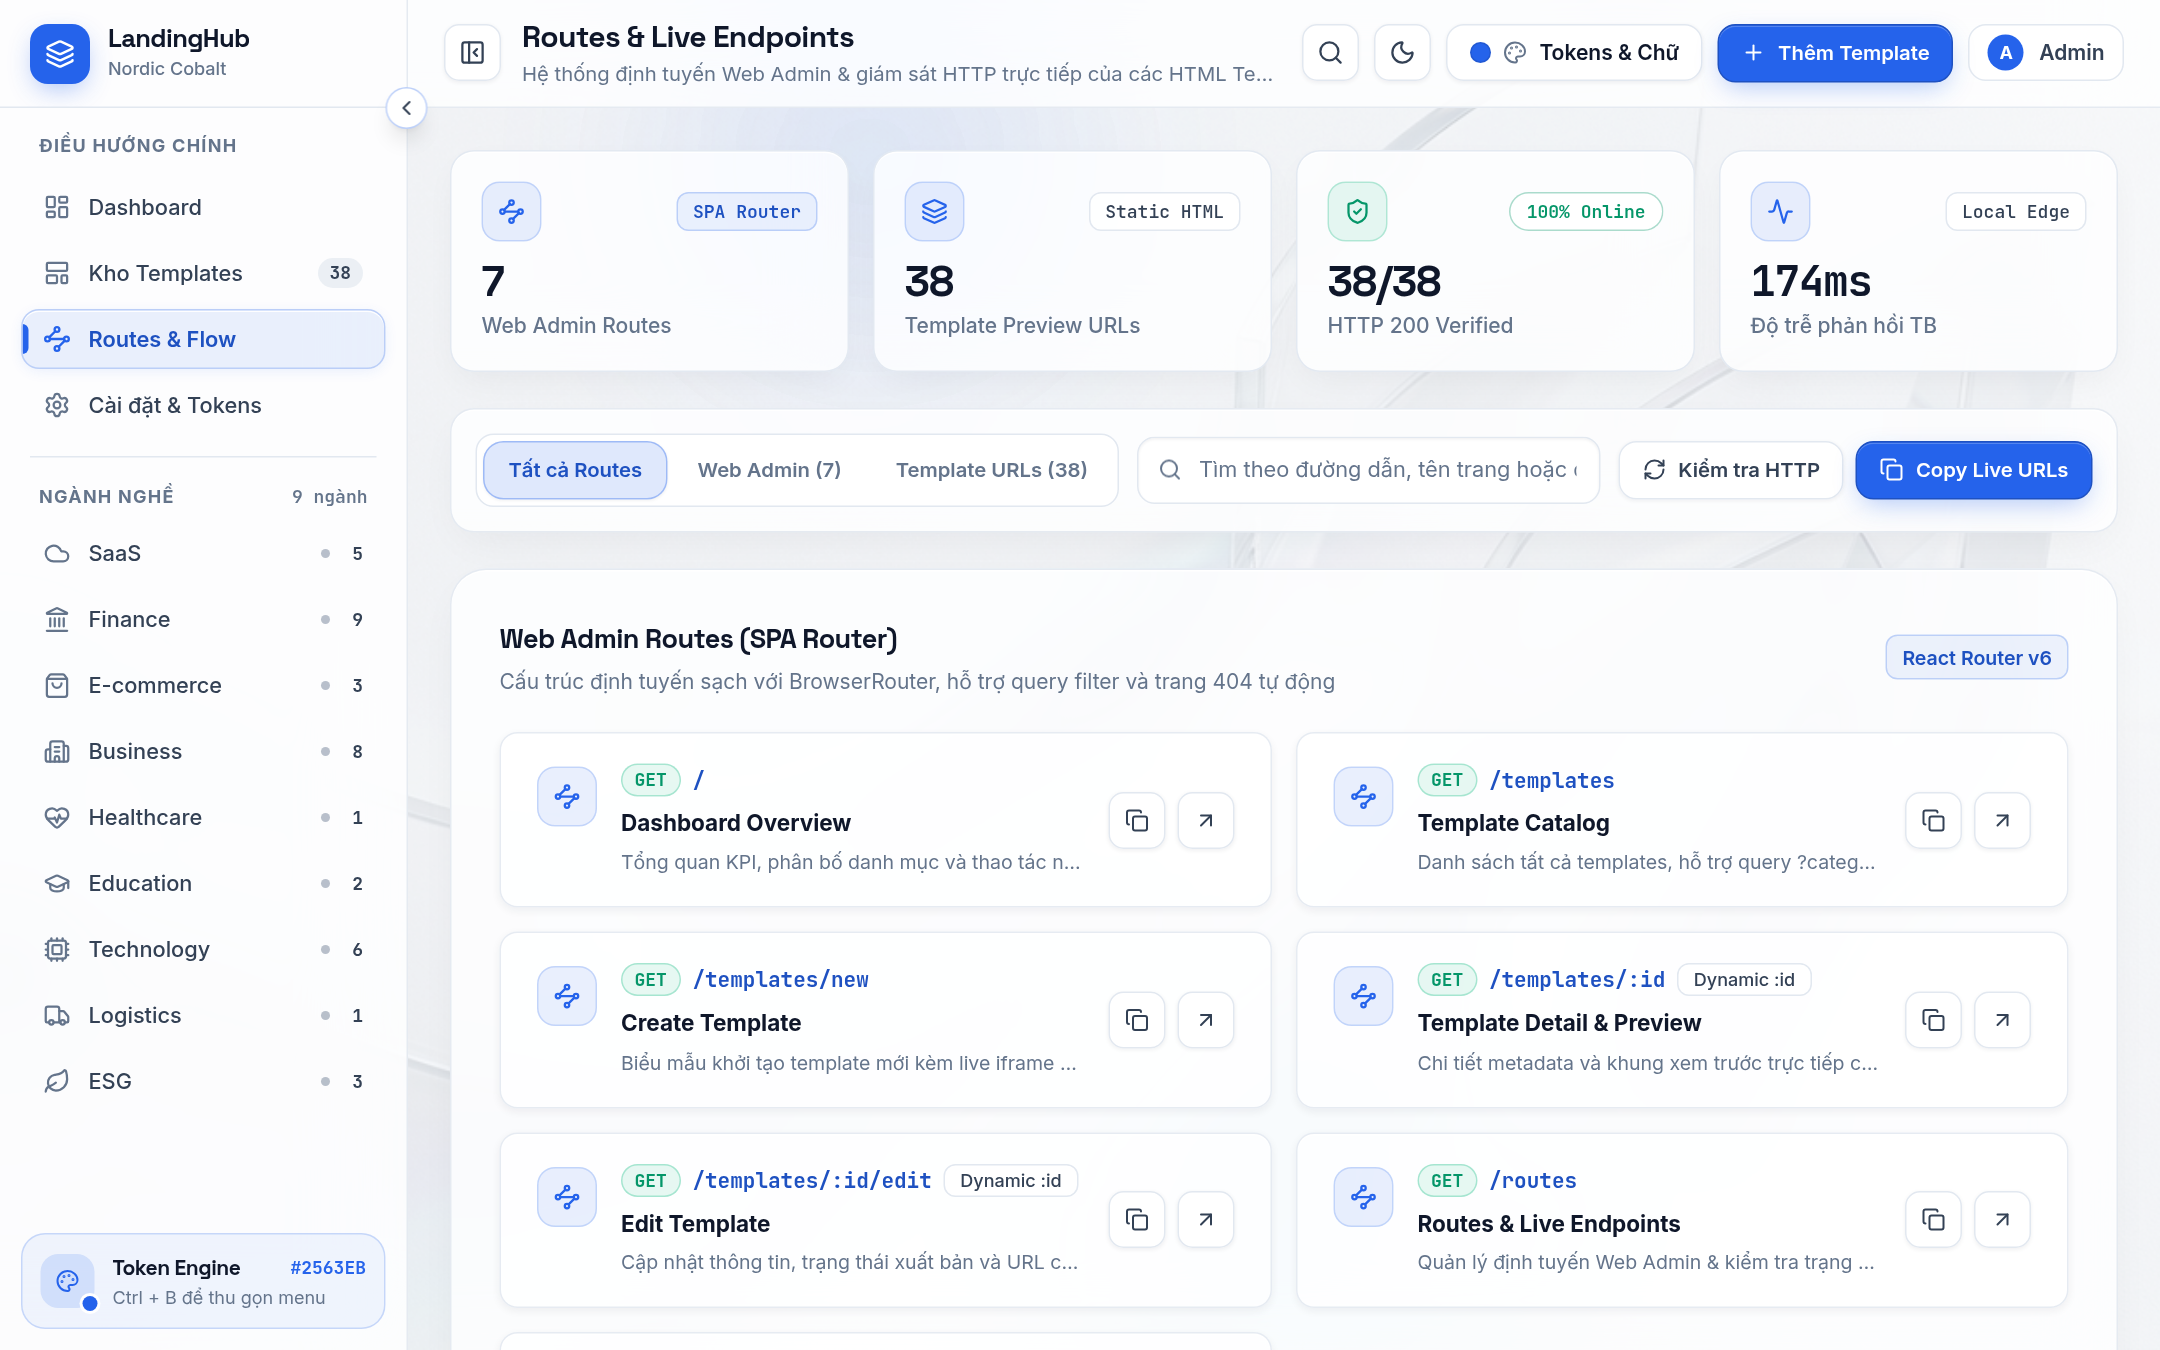 LandingHub
Nordic Cobalt
ĐIỀU HƯỚNG CHÍNH
Dashboard
Kho Templates 38
Routes & Flow
Cài đặt & Tokens
NGÀNH NGHỀ 9 ngành
SaaS 5
Finance 9
E-commerce 3
Business 8
Healthcare 1
Education 2
Technology 6
Logistics 1
ESG 3
Token Engine #2563EB
Ctrl + B để thu gọn menu
Routes & Live Endpoints
Hệ thống định tuyến Web Admin & giám sát HTTP trực tiếp của các HTML Te...
Tokens & Chữ
Thêm Template
A Admin
SPA Router
7
Web Admin Routes
Static HTML
38
Template Preview URLs
100% Online
38/38
HTTP 200 Verified
Local Edge
174ms
Độ trễ phản hồi TB
Tất cả Routes
Web Admin (7)
Template URLs (38)
Tìm theo đường dẫn, tên trang hoặc
Kiểm tra HTTP
Copy Live URLs
Web Admin Routes (SPA Router)
Cấu trúc định tuyến sạch với BrowserRouter, hỗ trợ query filter và trang 404 tự động
React Router v6
GET /
Dashboard Overview
Tổng quan KPI, phân bố danh mục và thao tác n...
GET /templates
Template Catalog
Danh sách tất cả templates, hỗ trợ query ?categ...
GET /templates/new
Create Template
Biểu mẫu khởi tạo template mới kèm live iframe ...
GET /templates/:id Dynamic :id
Template Detail & Preview
Chi tiết metadata và khung xem trước trực tiếp c...
GET /templates/:id/edit Dynamic :id
Edit Template
Cập nhật thông tin, trạng thái xuất bản và URL c...
GET /routes
Routes & Live Endpoints
Quản lý định tuyến Web Admin & kiểm tra trạng ...